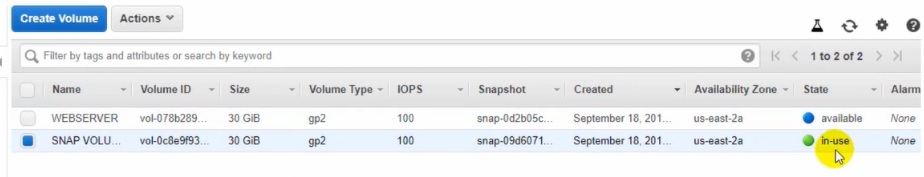 Create Volume Actions
Filter by tags and attributes or search by keyword 1 to 2 of 2
Name Volume ID Size Volume Type IOPS Snapshot Created Availability Zone State Alarm
WEBSERVER vol-078b289... 30 GiB gp2 100 snap-0d2b05c... September 18, 201... us-east-2a available None
SNAP VOLU... vol-0c8e9f93... 30 GiB gp2 100 snap-09d6071... September 18, 201... us-east-2a in-use None